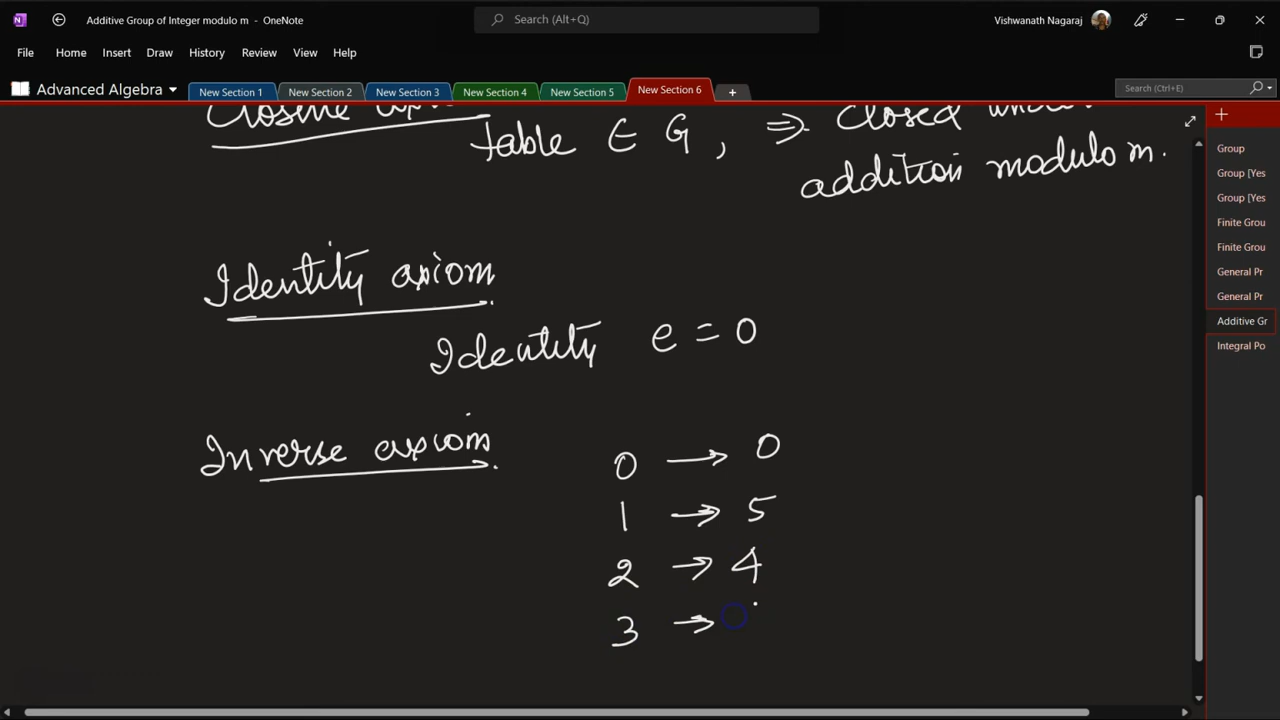 Additive Group of Integer modulo m - OneNote
Search (Alt+Q)
Vishwanath Nagaraj
File Home Insert Draw History Review View Help
Advanced Algebra
New Section 1 New Section 2 New Section 3 New Section 4 New Section 5 New Section 6 +
Search (Ctrl+E)
Group
Group [Yes
Group [Yes
Finite Grou
Finite Grou
General Pr
General Pr
Additive Gr
Integral Po
table ∈ G, ⇒ closed
addition modulo m.
Identity axiom
Identity e = 0
Inverse axiom
0 → 0
1 → 5
2 → 4
3 →